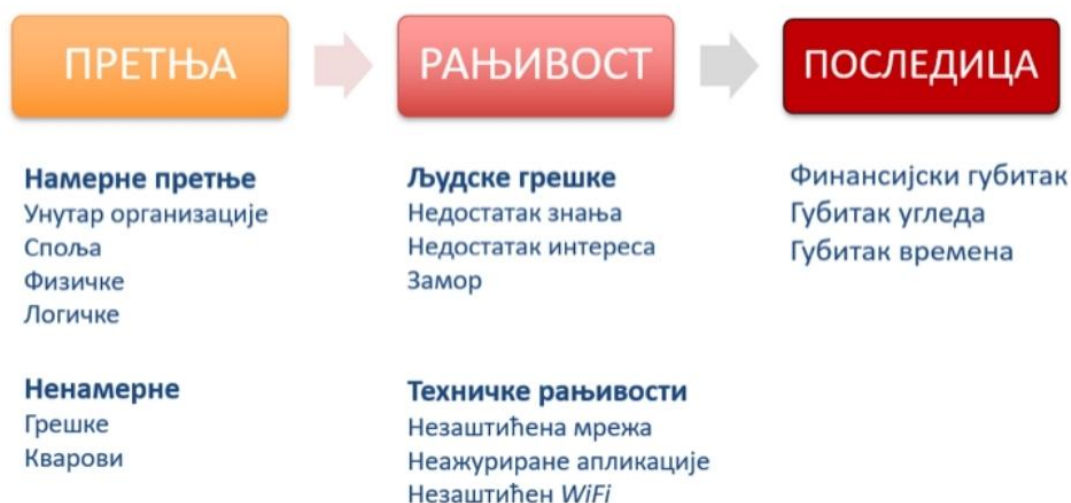 ПРЕТЊА
РАЊИВОСТ
ПОСЛЕДИЦА
Намерне претње
Унутар организације
Споља
Физичке
Логичке
Ненамерне
Грешке
Кварови
Људске грешке
Недостатак знања
Недостатак интереса
Замор
Техничке рањивости
Незаштићена мрежа
Неажуриране апликације
Незаштићен WiFi
Финансијски губитак
Губитак угледа
Губитак времена